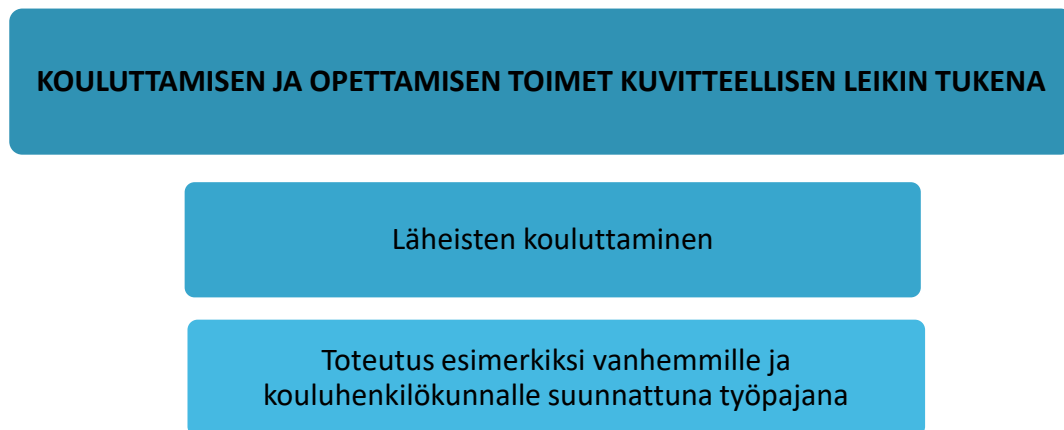 KOULUTTAMISEN JA OPETTAMISEN TOIMET KUVITTEELLISEN LEIKIN TUKENA
Läheisten kouluttaminen
Toteutus esimerkiksi vanhemmille ja
kouluhenkilökunnalle suunnattuna työpajana